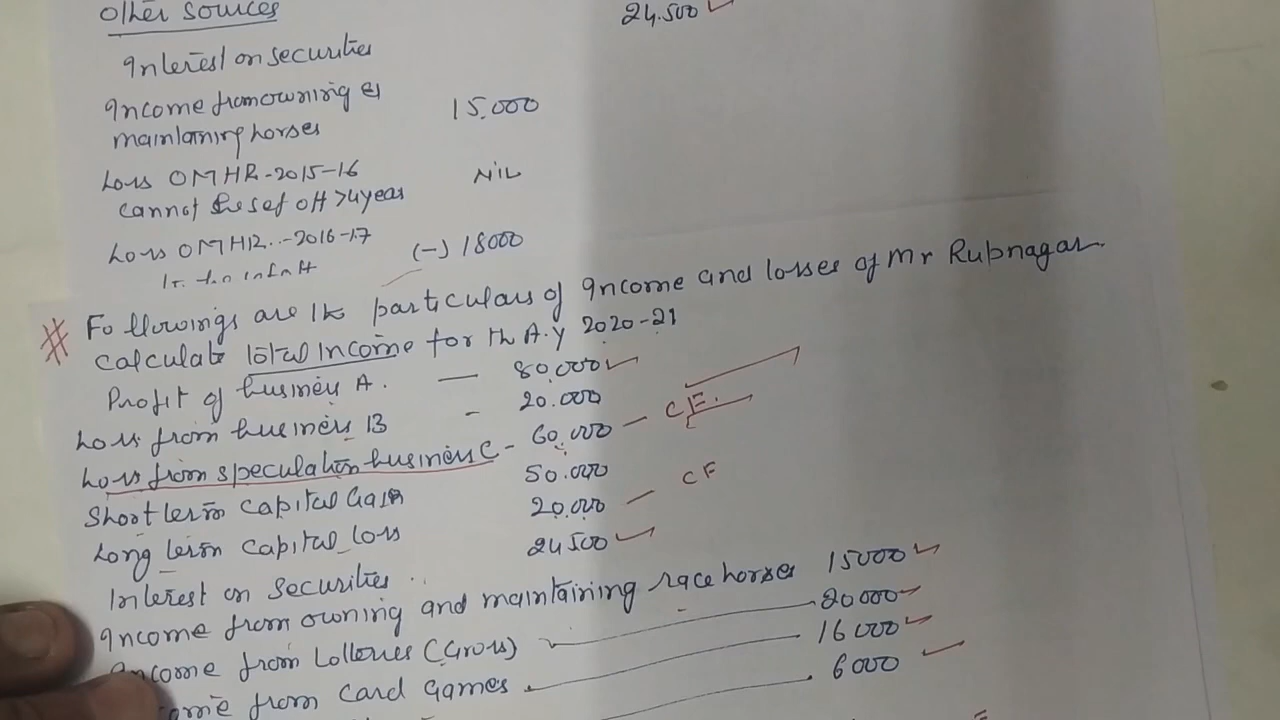 Other sources
24.500
Interest on securities
Income from owning &
maintaining horses 15.000
Loss OMHR-2015-16 NIL
cannot be set off >4 years
Loss OMHR..-2016-17 (-) 18000
# Followings are the particulars of Income and losses of Mr Rupnagar.
calculate total income for the A.y 2020-21
Profit of business A. — 80.000
Loss from business B - 20.000
Loss from speculation business C - 60.000 — CF.
Short term capital Gain 50.000
Long term capital loss 20.000 — CF
Interest on securities .. 24500
Income from owning and maintaining race horses 15000
Income from Lotteries (Gross) 20000
from Card Games 16000
6000